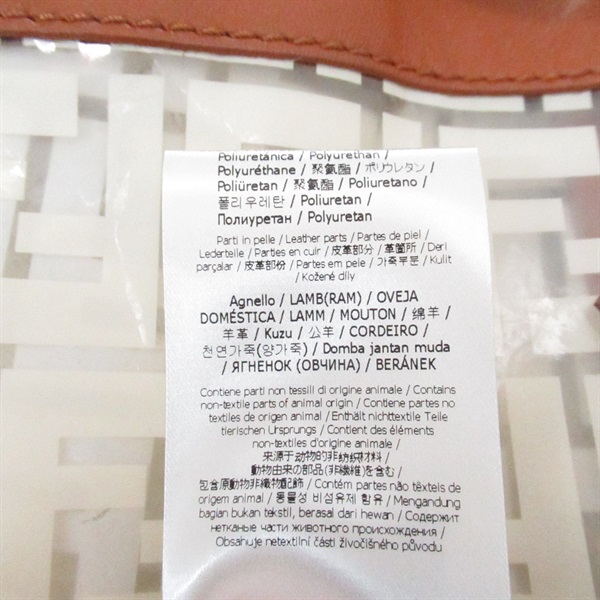 Poliuretanica / Polyurethan /
Polyuréthane / 聚氨酯 / ポリウレタン /
Poliüretan / 聚氨酯 / Poliuretano /
폴리우레탄 / Poliuretan /
Полиуретан / Polyuretan
Parti in pelle / Leather parts / Partes de piel /
Lederteile / Parties en cuir / 皮革部分 / 革箇所 / Deri
parçalar / 皮革部份 / Partes em pele / 가죽부분 / Kulit
/ Kožené díly
Agnello / LAMB(RAM) / OVEJA
DOMÉSTICA / LAMM / MOUTON / 绵羊 /
羊革 / Kuzu / 公羊 / CORDEIRO /
천연가죽(양가죽) / Domba jantan muda
/ ЯГНЕНОК (ОВЧИНА) / BERÁNEK
Contiene parti non tessili di origine animale / Contains
non-textile parts of animal origin / Contiene partes no
textiles de origen animal / Enthält nichttextile Teile
tierischen Ursprungs / Contient des éléments
non-textiles d'origine animale /
来源于动物的非纺织材料 /
動物由来の部品(非繊維)を含む /
包含原動物非織物配飾 / Contém partes não têxteis de
origem animal / 동물성 비섬유제 함유 / Mengandung
bagian bukan tekstil, berasal dari hewan / Содержит
нетканые части животного происхождения /
Obsahuje netextilní části živočišného původu